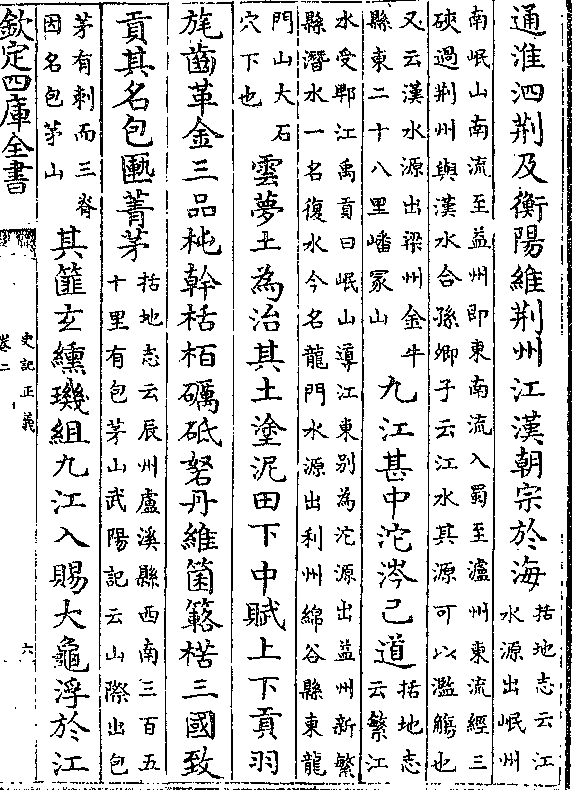 通淮泗荆及衡陽維荆州江漢朝宗於海
括地志云江
水源出岷州
南岷山南流至益州即東南流入蜀至瀘州東流經三
硤過荆州與漢水合孫卿子云江水其源可以濫觴也
又云漢水源出梁州金牛
縣東二十八里嶓冢山
九江甚中沱涔己道
括地志
云繁江
水受郫江禹貢曰岷山導江東别為沱源出益州新繁
縣潛水一名復水今名龍門水源出利州綿谷縣東龍
門山大石
穴下也
雲夢土為治其土塗泥田下中賦上下貢羽
旄齒革金三品杶幹栝栢礪砥砮丹維箘簬楛三國致
貢其名包匭菁茅
括地志云辰州盧溪縣西南三百五
十里有包茅山武陽記云山際出包
茅有刺而三脊
因名包茅山
其篚玄纁璣組九江入賜大龜浮於江
欽定四庫全書
史記正義
卷二
六